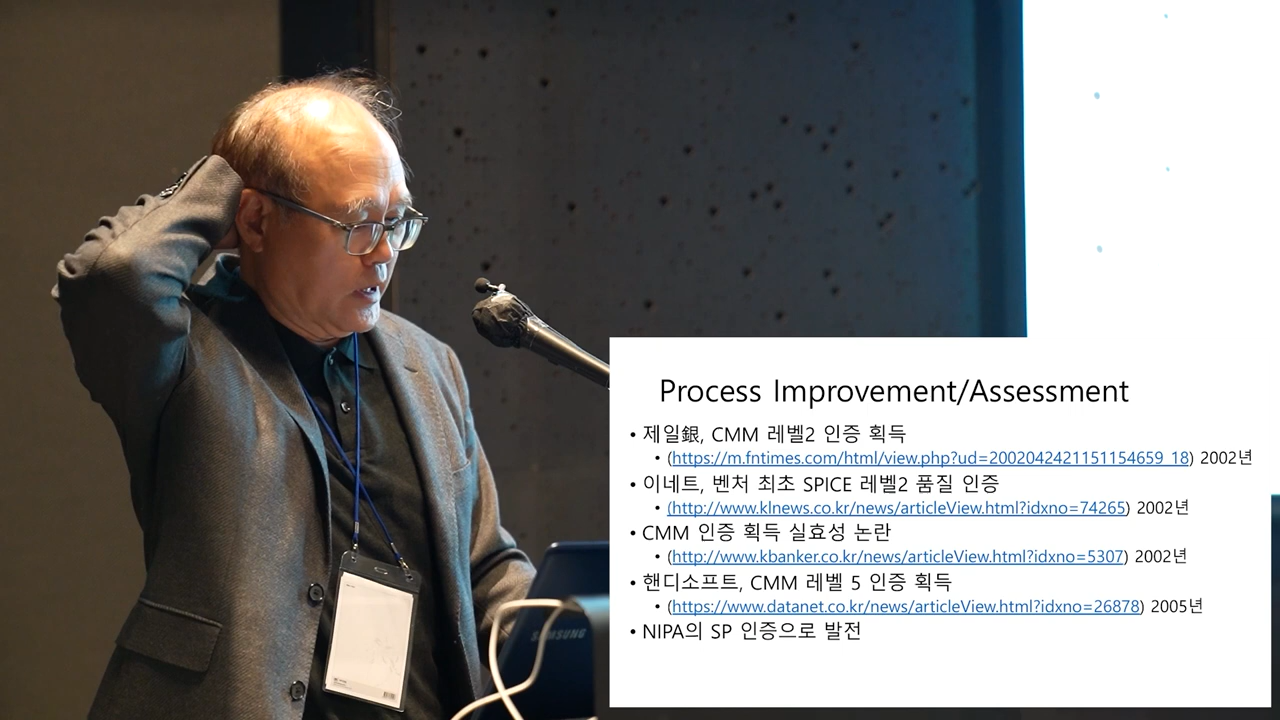 Process Improvement/Assessment
• 제일銀, CMM 레벨2 인증 획득
• (https://m.fntimes.com/html/view.php?ud=2002042421151154659_18) 2002년
• 이네트, 벤처 최초 SPICE 레벨2 품질 인증
• (http://www.klnews.co.kr/news/articleView.html?idxno=74265) 2002년
• CMM 인증 획득 실효성 논란
• (http://www.kbanker.co.kr/news/articleView.html?idxno=5307) 2002년
• 핸디소프트, CMM 레벨 5 인증 획득
• (https://www.datanet.co.kr/news/articleView.html?idxno=26878) 2005년
• NIPA의 SP 인증으로 발전
SAMSUNG